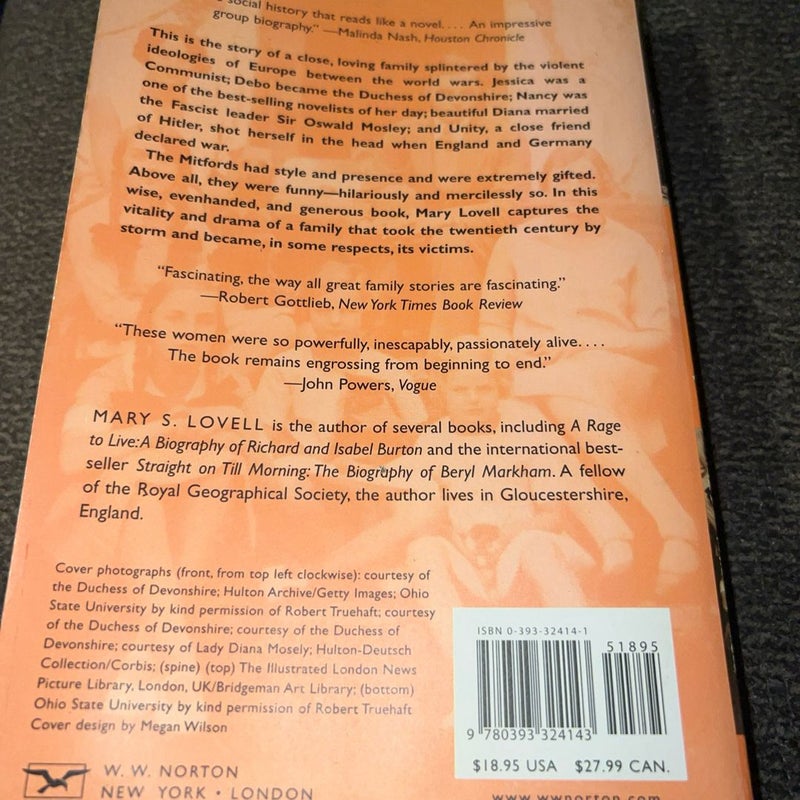 social history that reads like a novel.... An impressive
group biography." —Malinda Nash, Houston Chronicle
This is the story of a close, loving family splintered by the violent
ideologies of Europe between the world wars. Jessica was a
Communist; Debo became the Duchess of Devonshire; Nancy was
one of the best-selling novelists of her day; beautiful Diana married
the Fascist leader Sir Oswald Mosley; and Unity, a close friend
of Hitler, shot herself in the head when England and Germany
declared war.
The Mitfords had style and presence and were extremely gifted.
Above all, they were funny—hilariously and mercilessly so. In this
wise, evenhanded, and generous book, Mary Lovell captures the
vitality and drama of a family that took the twentieth century by
storm and became, in some respects, its victims.
"Fascinating, the way all great family stories are fascinating."
—Robert Gottlieb, New York Times Book Review
"These women were so powerfully, inescapably, passionately alive....
The book remains engrossing from beginning to end."
—John Powers, Vogue
MARY S. LOVELL is the author of several books, including A Rage
to Live: A Biography of Richard and Isabel Burton and the international best-
seller Straight on Till Morning: The Biography of Beryl Markham. A fellow
of the Royal Geographical Society, the author lives in Gloucestershire,
England.
Cover photographs (front, from top left clockwise): courtesy of
the Duchess of Devonshire; Hulton Archive/Getty Images; Ohio
State University by kind permission of Robert Truehaft; courtesy
of the Duchess of Devonshire; courtesy of the Duchess of
Devonshire; courtesy of Lady Diana Mosely; Hulton-Deutsch
Collection/Corbis; (spine) (top) The Illustrated London News
Picture Library, London, UK/Bridgeman Art Library; (bottom)
Ohio State University by kind permission of Robert Truehaft
Cover design by Megan Wilson
ISBN 0-393-32414-1
51895
9 780393 324143
$18.95 USA $27.99 CAN.
W. W. NORTON
NEW YORK • LONDON
www.wwnorton.com